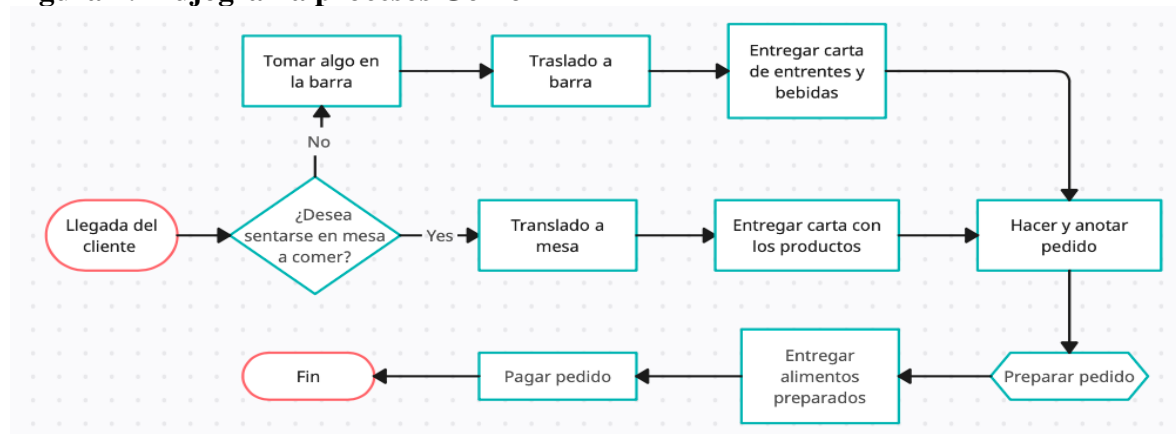 Tomar algo en
la barra
Traslado a
barra
Entregar carta
de entrentes y
bebidas
No
Llegada del
cliente
¿Desea
sentarse en mesa
a comer?
Yes
Translado a
mesa
Entregar carta con
los productos
Hacer y anotar
pedido
Fin
Pagar pedido
Entregar
alimentos
preparados
Preparar pedido